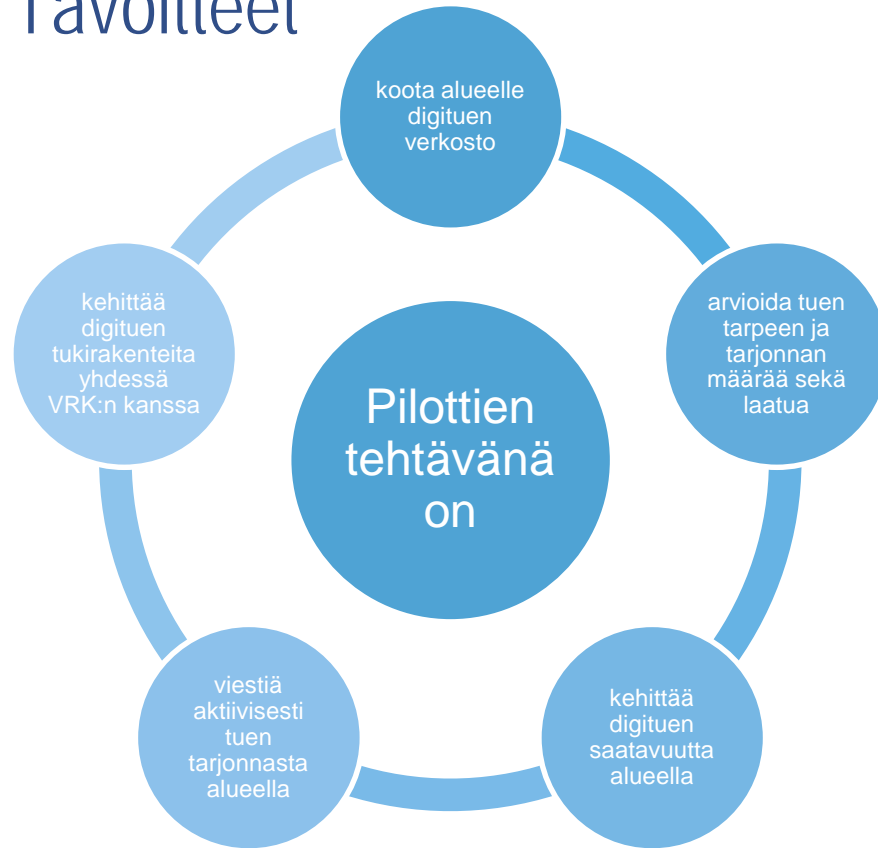 Tavoitteet
koota alueelle
digituen
verkosto
arvioida tuen
tarpeen ja
tarjonnan
määrää sekä
laatua
kehittää
digituen
saatavuutta
alueella
viestiä
aktiivisesti
tuen
tarjonnasta
alueella
kehittää
digituen
tukirakenteita
yhdessä
VRK:n kanssa
Pilottien
tehtävänä
on